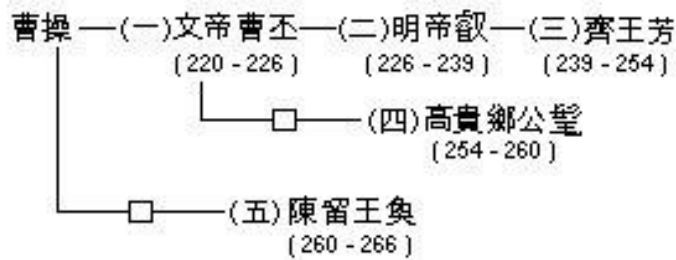 曹操—(一)文帝曹丕—(二)明帝叡—(三)齊王芳
(220-226) (226-239) (239-254)
(四)高貴鄉公髦
(254-260)
(五)陳留王奐
(260-266)